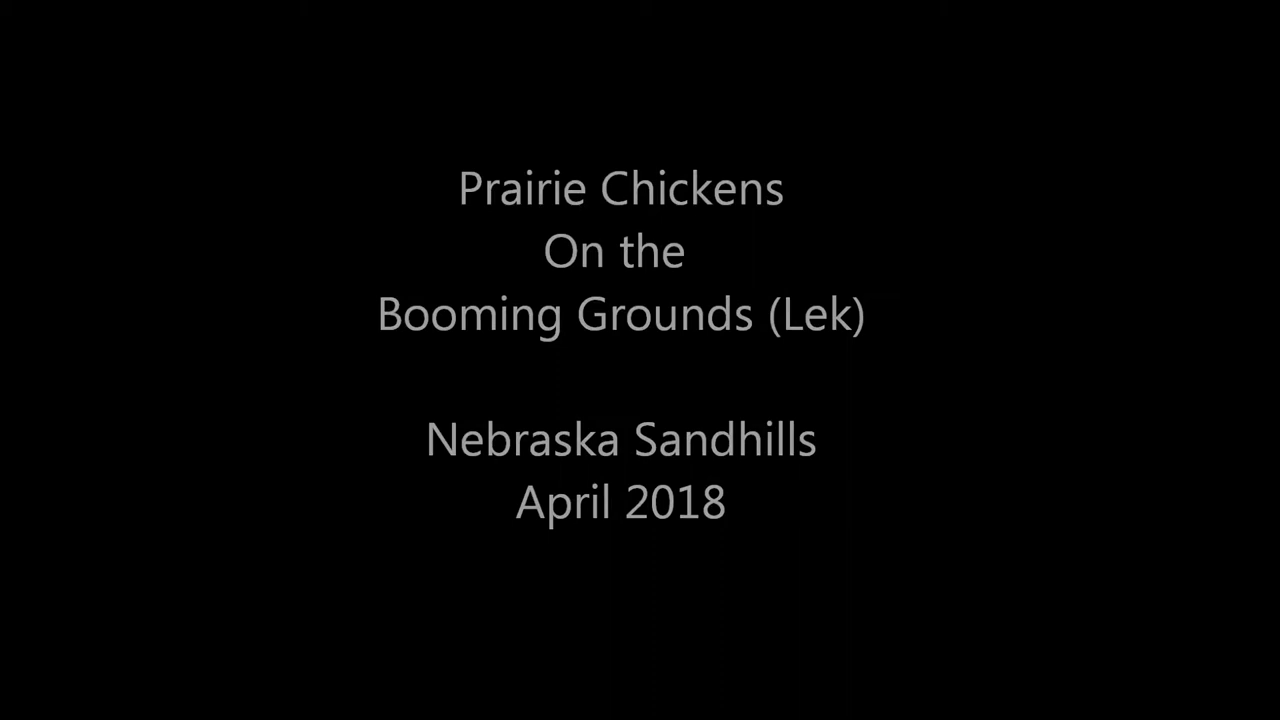 Prairie Chickens
On the
Booming Grounds (Lek)
Nebraska Sandhills
April 2018